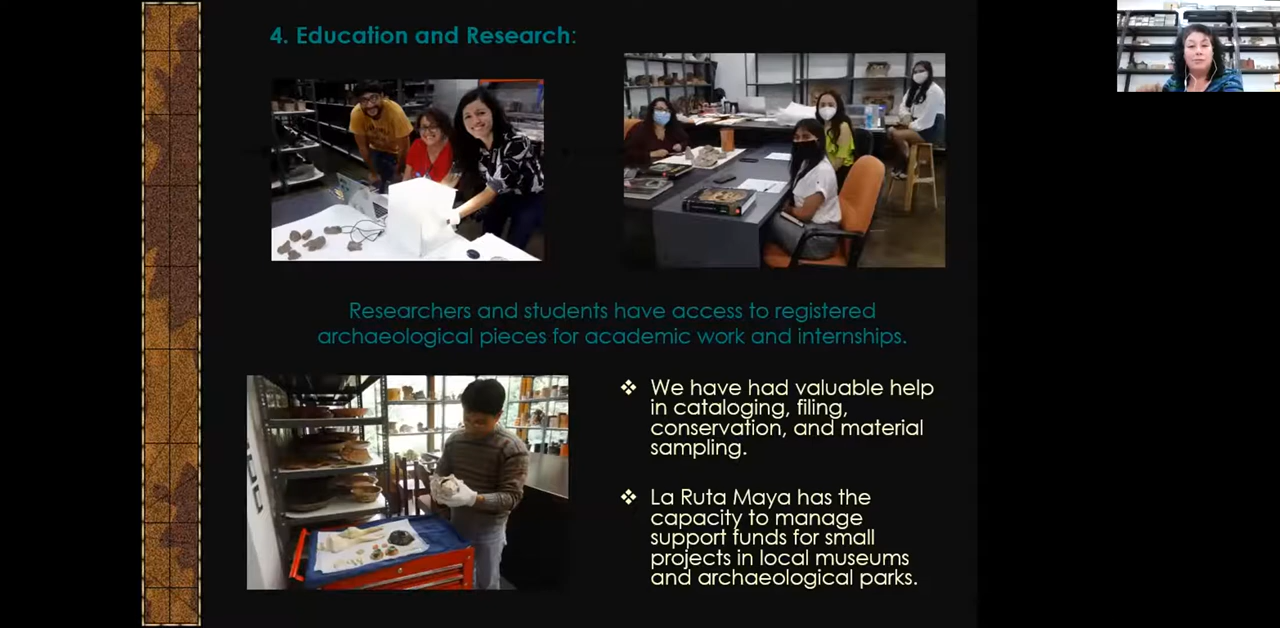 4. Education and Research:
Researchers and students have access to registered
archaeological pieces for academic work and internships.
We have had valuable help
in cataloging, filing,
conservation, and material
sampling.
La Ruta Maya has the
capacity to manage
support funds for small
projects in local museums
and archaeological parks.